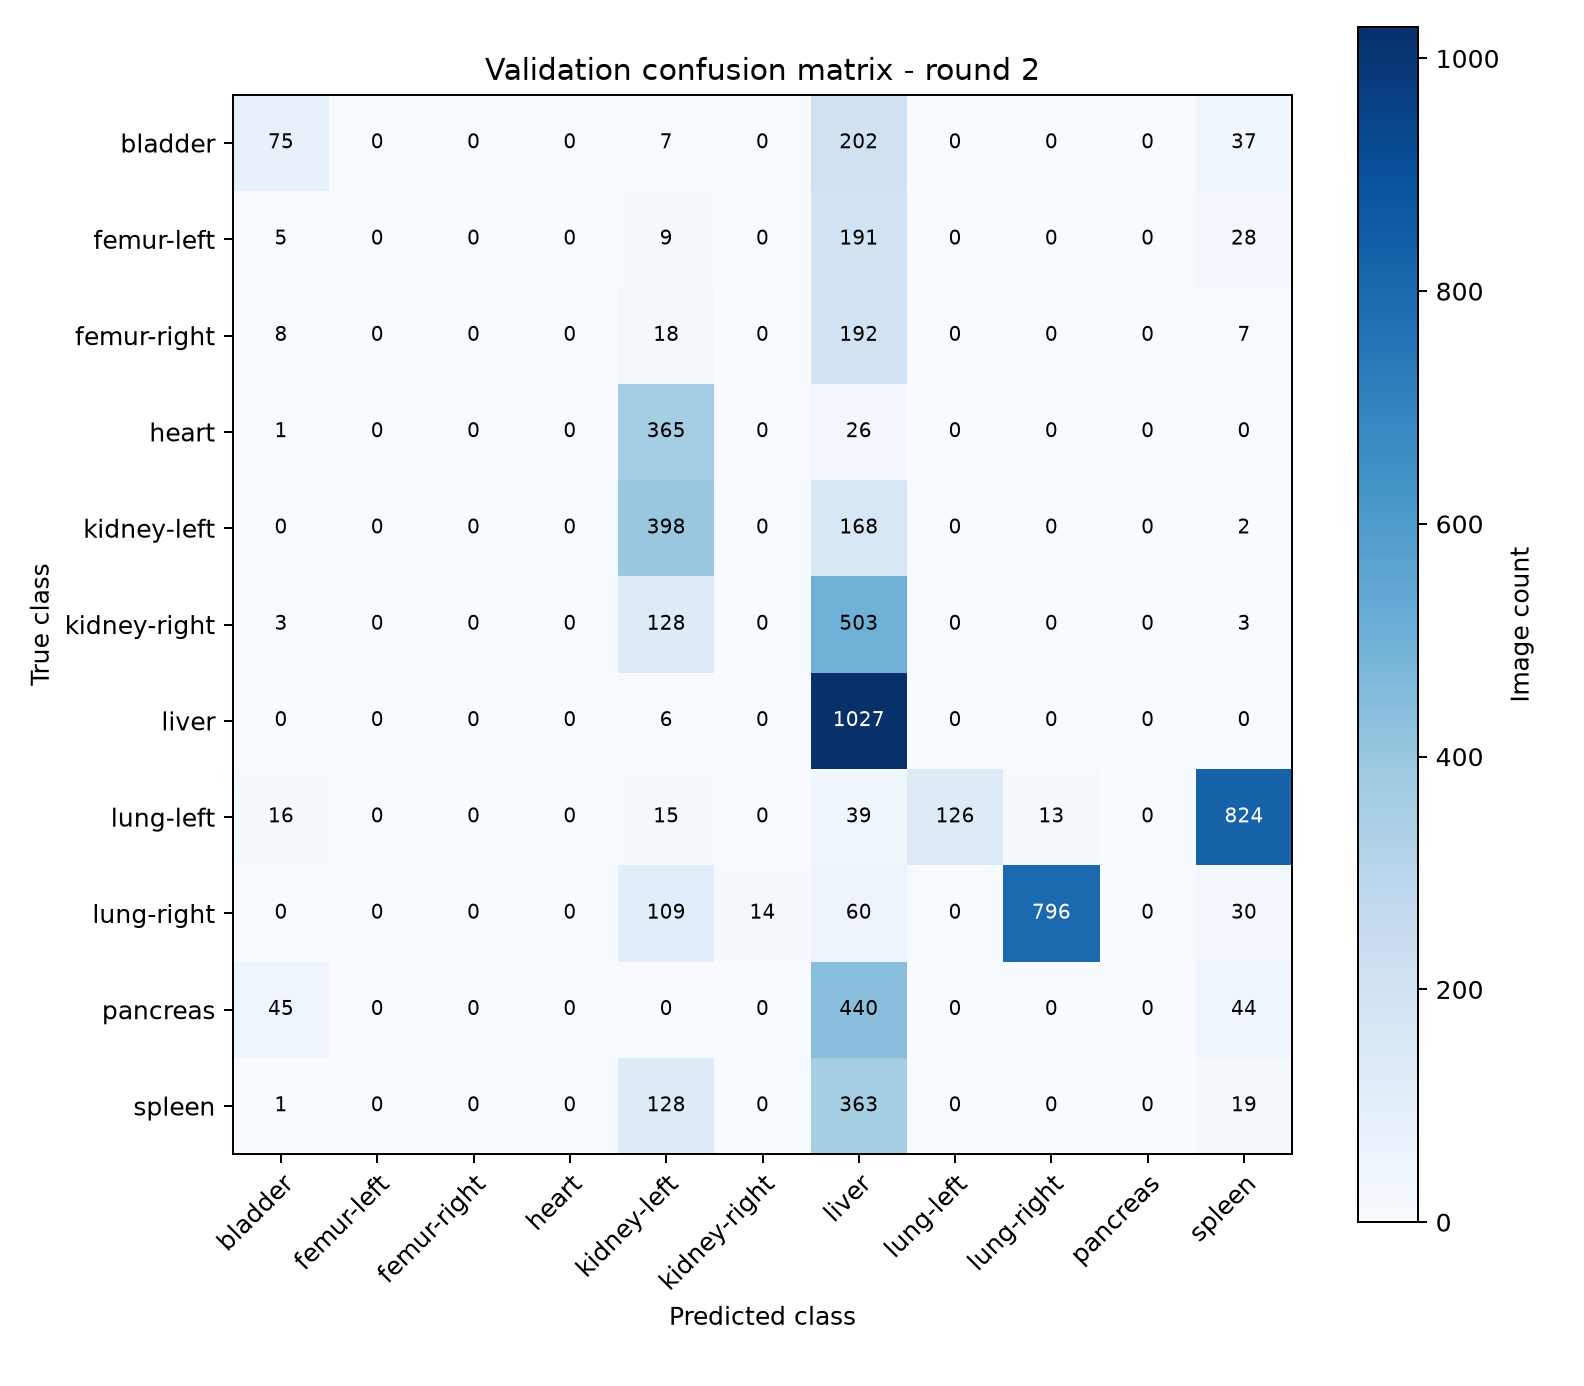 Validation confusion matrix - round 2
True class
bladder 75 0 0 0 7 0 202 0 0 0 37
femur-left 5 0 0 0 9 0 191 0 0 0 28
femur-right 8 0 0 0 18 0 192 0 0 0 7
heart 1 0 0 0 365 0 26 0 0 0 0
kidney-left 0 0 0 0 398 0 168 0 0 0 2
kidney-right 3 0 0 0 128 0 503 0 0 0 3
liver 0 0 0 0 6 0 1027 0 0 0 0
lung-left 16 0 0 0 15 0 39 126 13 0 824
lung-right 0 0 0 0 109 14 60 0 796 0 30
pancreas 45 0 0 0 0 0 440 0 0 0 44
spleen 1 0 0 0 128 0 363 0 0 0 19
bladder femur-left femur-right heart kidney-left kidney-right liver lung-left lung-right pancreas spleen
Predicted class
1000
800
600
400
200
0
Image count